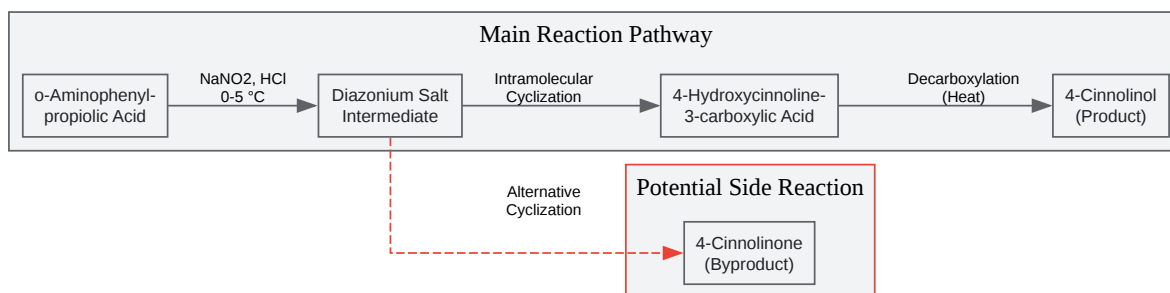 Main Reaction Pathway
o-Aminophenyl-
propiolic Acid
NaNO2, HCl
0-5 °C
Diazonium Salt
Intermediate
Intramolecular
Cyclization
4-Hydroxycinnoline-
3-carboxylic Acid
Decarboxylation
(Heat)
4-Cinnolinol
(Product)
Alternative
Cyclization
Potential Side Reaction
4-Cinnolinone
(Byproduct)